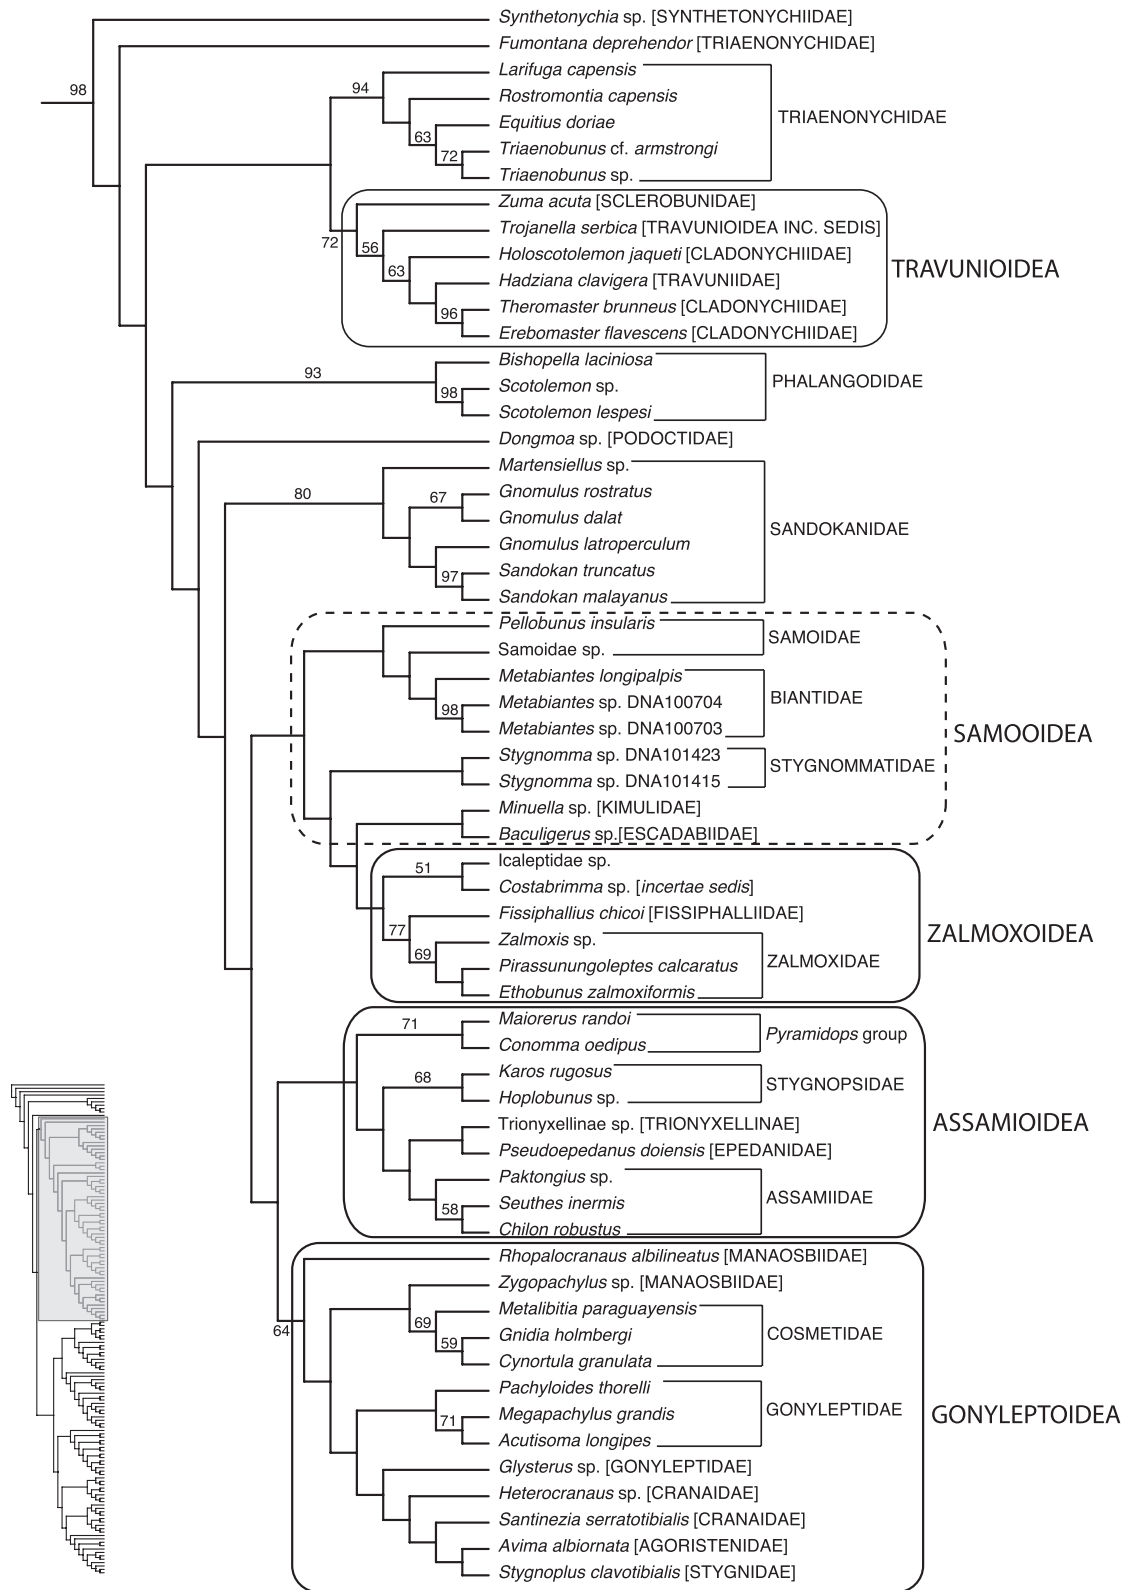 Synthetonychia sp. [SYNTHETONYCHIIDAE]
Fumontana deprehendor [TRIAENONYCHIDAE]
Larifuga capensis
98
94
Rostromontia capensis
TRIAENONYCHIDAE
Equitius doriae
63
Triaenobunus cf. armstrongi
72
Triaenobunus sp.
Zuma acuta [SCLEROBUNIDAE]
Trojanella serbica [TRAVUNIOIDEA INC. SEDIS]
72
56
Holoscotolemon jaqueti [CLADONYCHIIDAE]
TRAVUNIOIDEA
63
Hadziana clavigera [TRAVUNIIDAE]
Theromaster brunneus [CLADONYCHIIDAE]
96
Erebomaster flavescens [CLADONYCHIIDAE]
Bishopella laciniosa
93
PHALANGODIDAE
Scotolemon sp.
98
Scotolemon lespesi
Dongmoa sp. [PODOCTIDAE]
Martensiellus sp.
80
67
Gnomulus rostratus
Gnomulus dalat
SANDOKANIDAE
Gnomulus latroperculum
Sandokan truncatus
97
Sandokan malayanus
Pellobunus insularis
SAMOIDAE
Samoidae sp.
Metabiantes longipalpis
BIANTIDAE
Metabiantes sp. DNA100704
98
Metabiantes sp. DNA100703
SAMOOIDEA
Stygnomma sp. DNA101423
STYGNOMMATIDAE
Stygnomma sp. DNA101415
Minuella sp. [KIMULIDAE]
Baculigerus sp.[ESCADABIIDAE]
Icaleptidae sp.
51
Costabrimma sp. [incertae sedis]
Fissiphallius chicoi [FISSIPHALLIIDAE]
77
ZALMOXOIDEA
Zalmoxis sp.
69
ZALMOXIDAE
Pirassunungoleptes calcaratus
Ethobunus zalmoxiformis
Maiorerus randoi
71
Pyramidops group
Conomma oedipus
Karos rugosus
68
STYGNOPSIDAE
Hoplobunus sp.
Trionyxellinae sp. [TRIONYXELLINAE]
ASSAMIOIDEA
Pseudoepedanus doiensis [EPEDANIDAE]
Paktongius sp.
ASSAMIIDAE
Seuthes inermis
58
Chilon robustus
Rhopalocranaus albilineatus [MANAOSBIIDAE]
Zygopachylus sp. [MANAOSBIIDAE]
Metalibitia paraguayensis
64
69
COSMETIDAE
Gnidia holmbergi
59
Cynortula granulata
Pachyloides thorelli
GONYLEPTIDAE
Megapachylus grandis
71
GONYLEPTOIDEA
Acutisoma longipes
Glysterus sp. [GONYLEPTIDAE]
Heterocranaus sp. [CRANAIDAE]
Santinezia serratotibialis [CRANAIDAE]
Avima albiornata [AGORISTENIDAE]
Stygnoplus clavotibialis [STYGNIDAE]